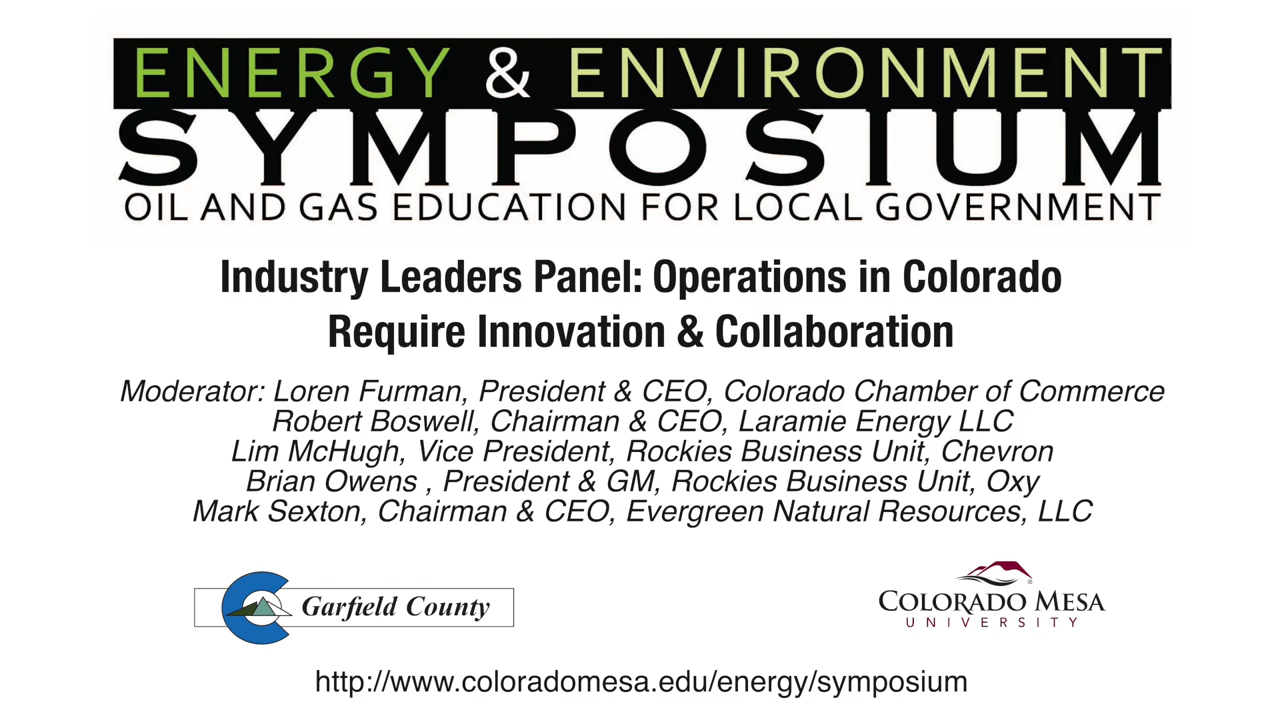 ENERGY & ENVIRONMENT
SYMPOSIUM
OIL AND GAS EDUCATION FOR LOCAL GOVERNMENT
Industry Leaders Panel: Operations in Colorado
Require Innovation & Collaboration
Moderator: Loren Furman, President & CEO, Colorado Chamber of Commerce
Robert Boswell, Chairman & CEO, Laramie Energy LLC
Lim McHugh, Vice President, Rockies Business Unit, Chevron
Brian Owens , President & GM, Rockies Business Unit, Oxy
Mark Sexton, Chairman & CEO, Evergreen Natural Resources, LLC
Garfield County
COLORADO MESA
UNIVERSITY
http://www.coloradomesa.edu/energy/symposium